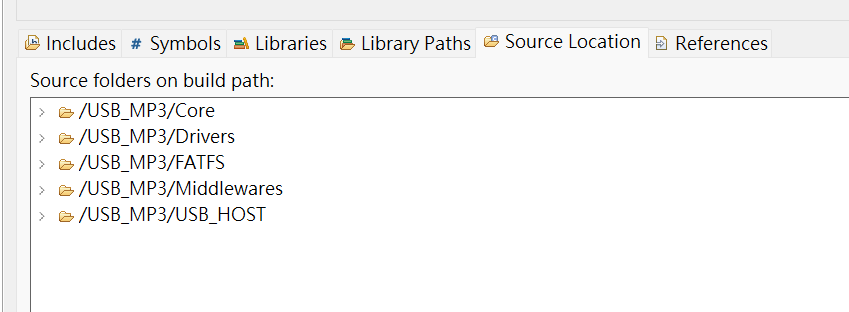 Includes # Symbols Libraries Library Paths Source Location References
Source folders on build path:
/USB_MP3/Core
/USB_MP3/Drivers
/USB_MP3/FATFS
/USB_MP3/Middlewares
/USB_MP3/USB_HOST